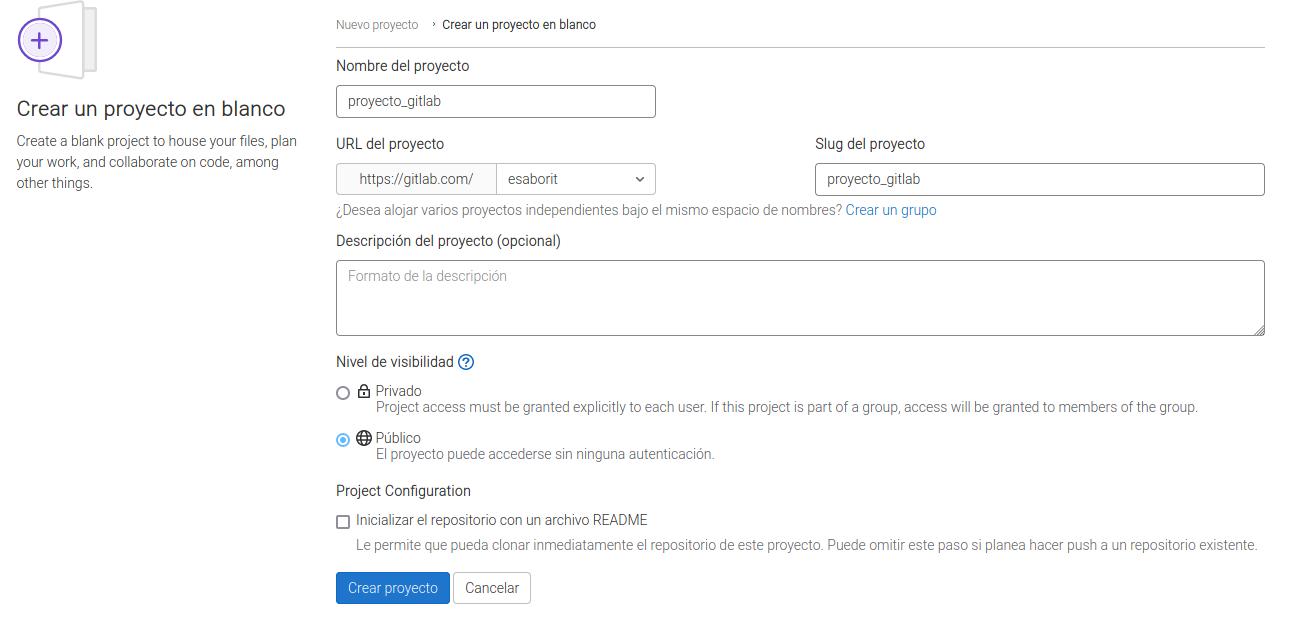 Crear un proyecto en blanco
Create a blank project to house your files, plan
your work, and collaborate on code, among
other things.
Nuevo proyecto › Crear un proyecto en blanco
Nombre del proyecto
proyecto_gitlab
URL del proyecto
https://gitlab.com/ esaborit
Slug del proyecto
proyecto_gitlab
¿Desea alojar varios proyectos independientes bajo el mismo espacio de nombres? Crear un grupo
Descripción del proyecto (opcional)
Formato de la descripción
Nivel de visibilidad
Privado
Project access must be granted explicitly to each user. If this project is part of a group, access will be granted to members of the group.
Público
El proyecto puede accederse sin ninguna autenticación.
Project Configuration
Inicializar el repositorio con un archivo README
Le permite que pueda clonar inmediatamente el repositorio de este proyecto. Puede omitir este paso si planea hacer push a un repositorio existente.
Crear proyecto Cancelar